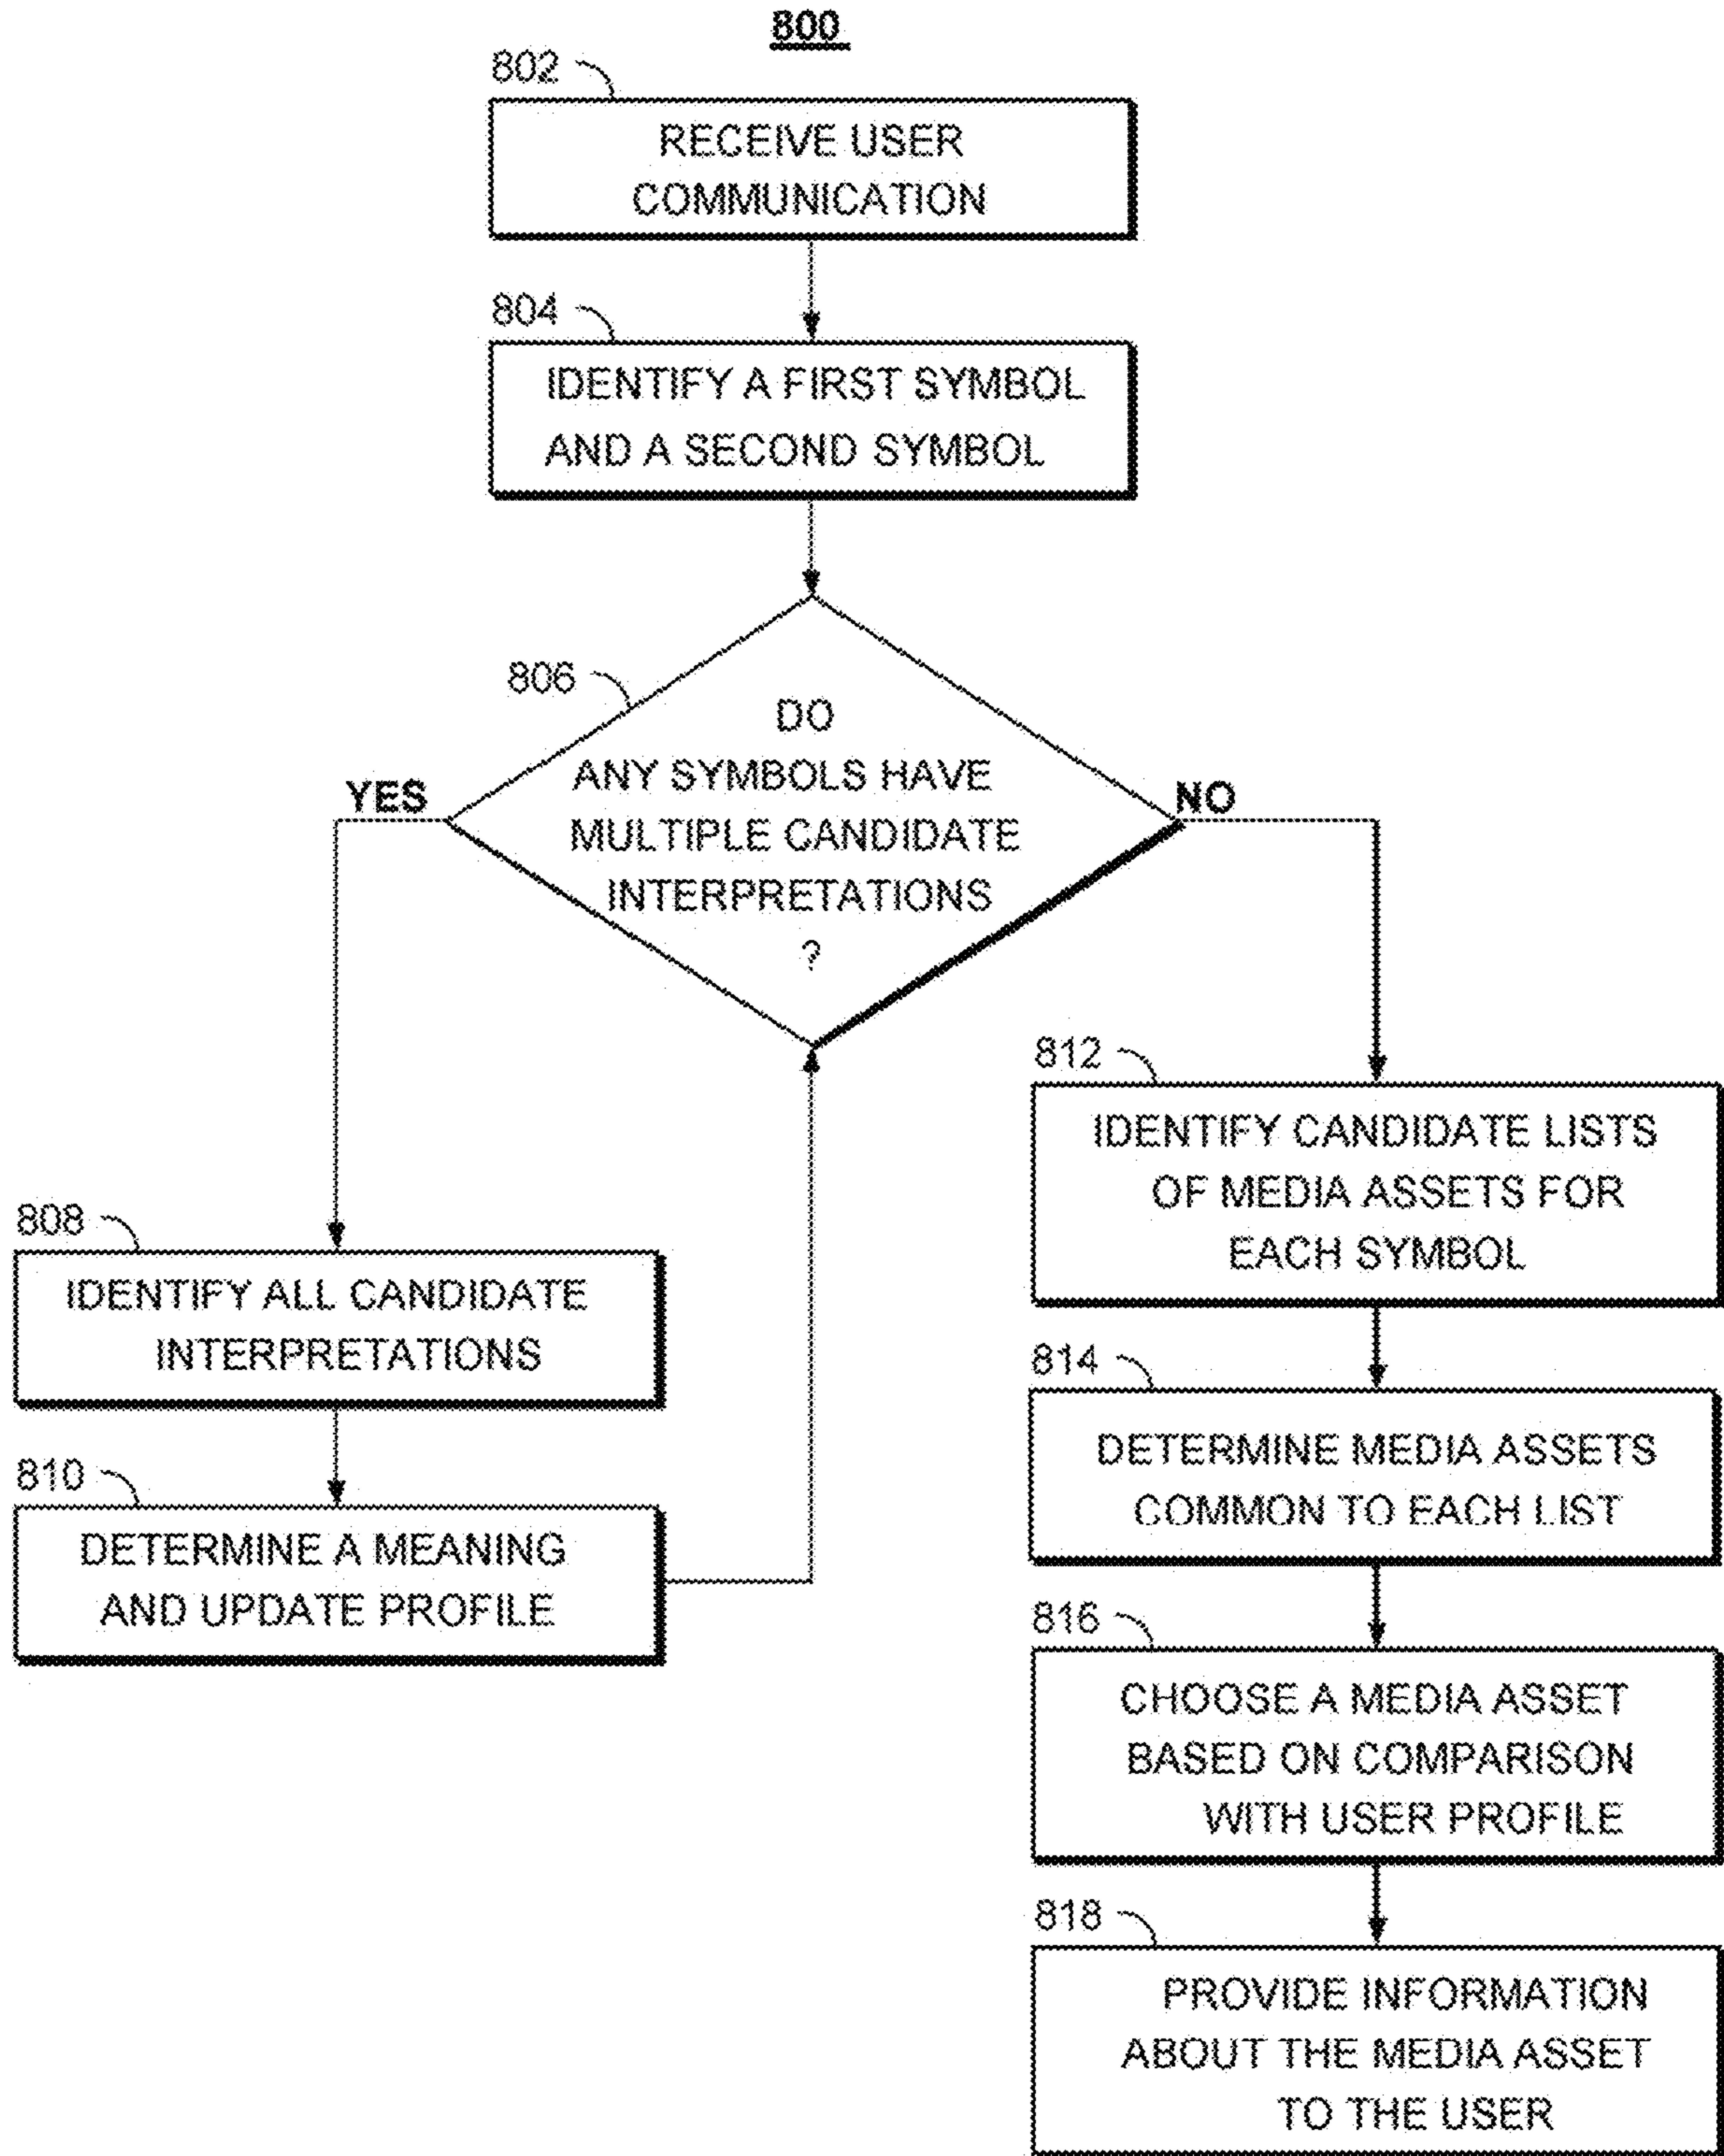 800
802
RECEIVE USER
COMMUNICATION
804
IDENTIFY A FIRST SYMBOL
AND A SECOND SYMBOL
806
DO
ANY SYMBOLS HAVE
MULTIPLE CANDIDATE
INTERPRETATIONS
?
YES
NO
808
IDENTIFY ALL CANDIDATE
INTERPRETATIONS
810
DETERMINE A MEANING
AND UPDATE PROFILE
812
IDENTIFY CANDIDATE LISTS
OF MEDIA ASSETS FOR
EACH SYMBOL
814
DETERMINE MEDIA ASSETS
COMMON TO EACH LIST
816
CHOOSE A MEDIA ASSET
BASED ON COMPARISON
WITH USER PROFILE
818
PROVIDE INFORMATION
ABOUT THE MEDIA ASSET
TO THE USER